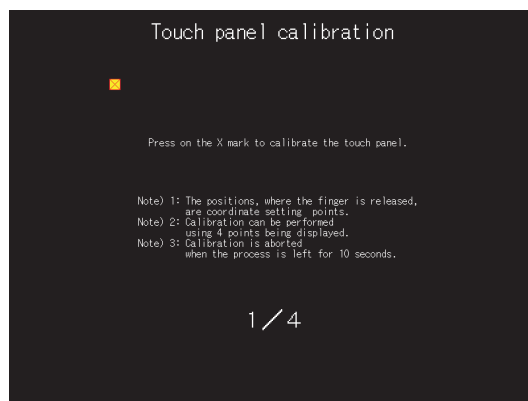 Touch panel calibration
Press on the X mark to calibrate the touch panel.
Note) 1: The positions, where the finger is released,
are coordinate setting points.
Note) 2: Calibration can be performed
using 4 points being displayed.
Note) 3: Calibration is aborted
when the process is left for 10 seconds.
1/4